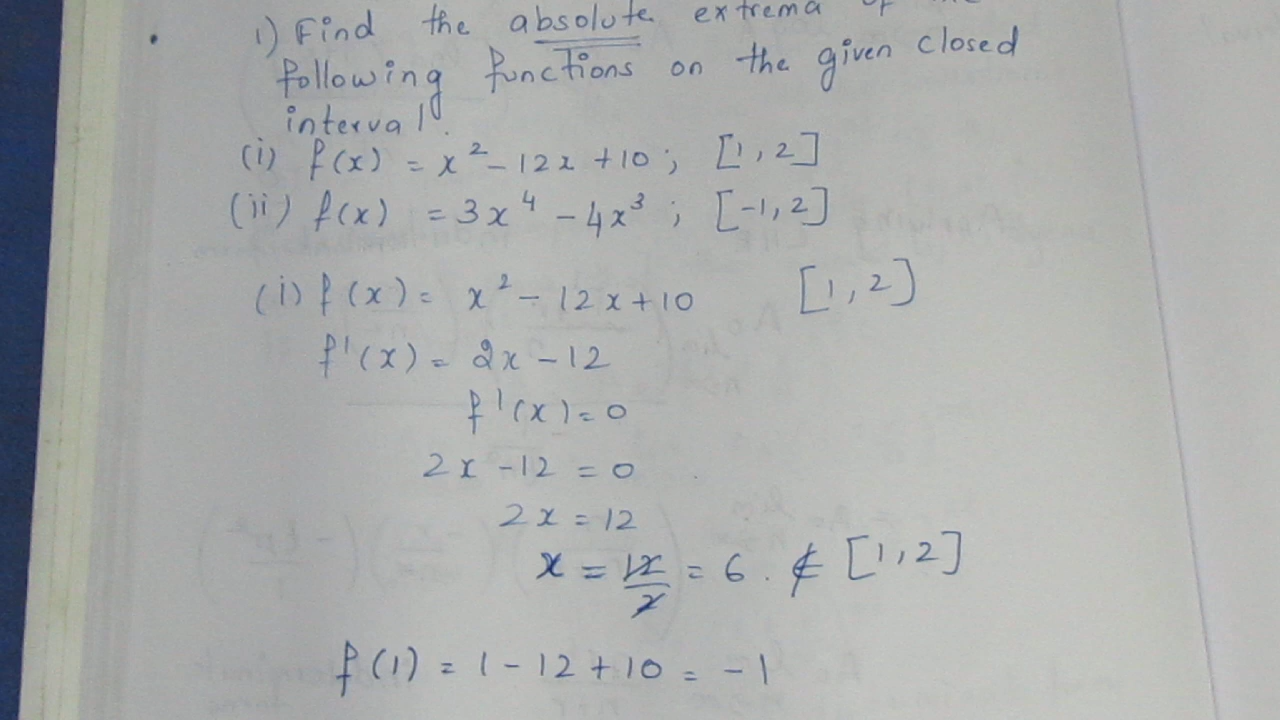 1) Find the absolute extrema of the
following functions on the given closed
interval.
(i) f(x) = x² - 12x + 10 ; [1, 2]
(ii) f(x) = 3x⁴ - 4x³ ; [-1, 2]
(i) f(x) = x² - 12x + 10 [1, 2]
f'(x) = 2x - 12
f'(x) = 0
2x - 12 = 0
2x = 12
x = 12/2 = 6 . ∉ [1, 2]
f(1) = 1 - 12 + 10 = -1